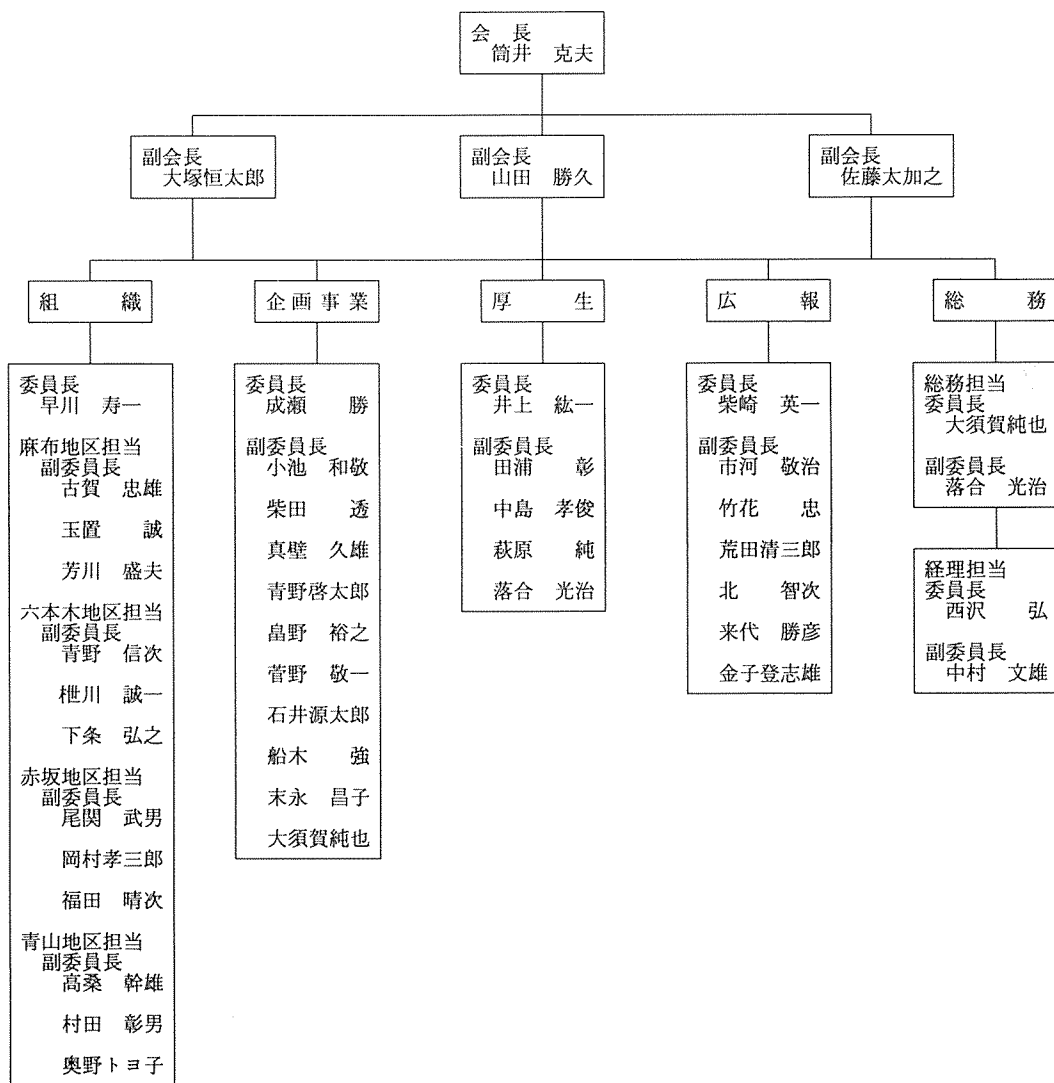 会　長
筒井　克夫
副会長
大塚恒太郎
副会長
山田　勝久
副会長
佐藤太加之
組　　　織
企 画 事 業
厚　　　生
広　　　報
総　　　務
委員長
早川　寿一
麻布地区担当
副委員長
古賀　忠雄
玉置　　誠
芳川　盛夫
六本木地区担当
副委員長
青野　信次
枻川　誠一
下条　弘之
赤坂地区担当
副委員長
尾関　武男
岡村孝三郎
福田　晴次
青山地区担当
副委員長
高桑　幹雄
村田　彰男
奥野トヨ子
委員長
成瀬　　勝
副委員長
小池　和敬
柴田　　透
真壁　久雄
青野啓太郎
畠野　裕之
菅野　敬一
石井源太郎
船木　　強
末永　昌子
大須賀純也
委員長
井上　紘一
副委員長
田浦　　彰
中島　孝俊
萩原　　純
落合　光治
委員長
柴崎　英一
副委員長
市河　敬治
竹花　　忠
荒田清三郎
北　　智次
来代　勝彦
金子登志雄
総務担当
委員長
大須賀純也
副委員長
落合　光治
経理担当
委員長
西沢　　弘
副委員長
中村　文雄